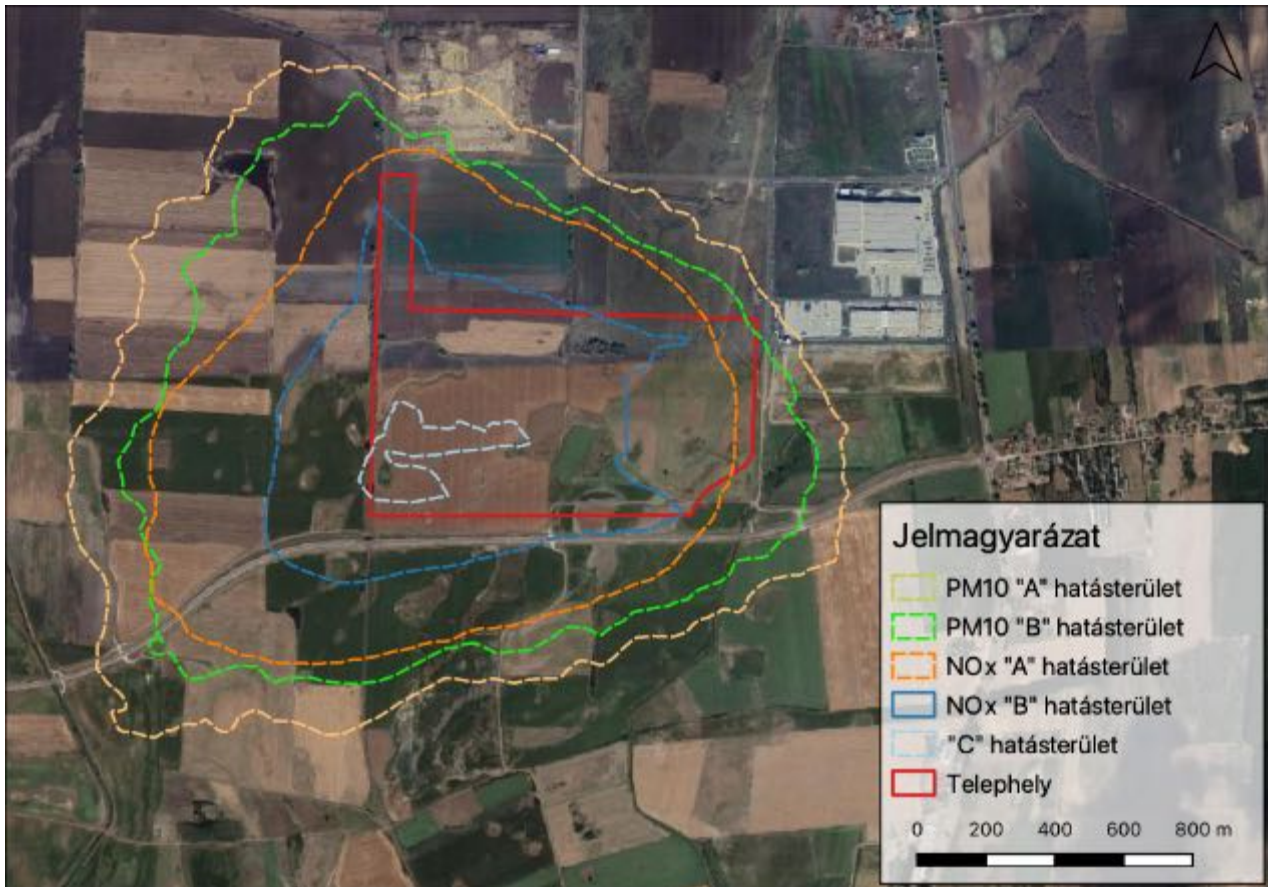 Jelmagyarázat
PM10 "A" hatásterület
PM10 "B" hatásterület
NOx "A" hatásterület
NOx "B" hatásterület
"C" hatásterület
Telephely
0 200 400 600 800 m